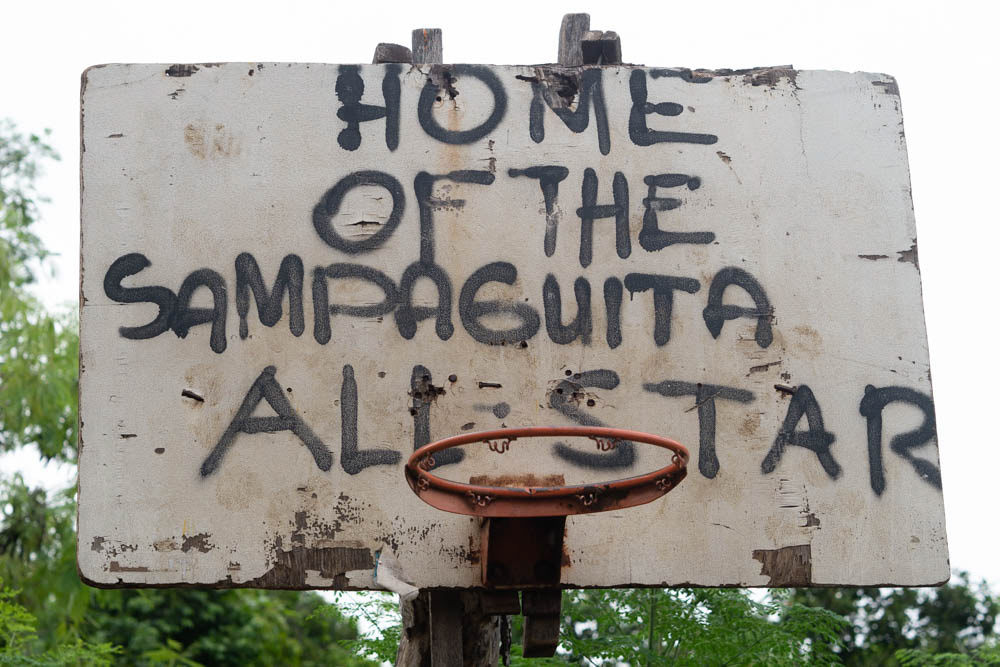 HOME
OF THE
SAMPAGUITA
ALL-STAR